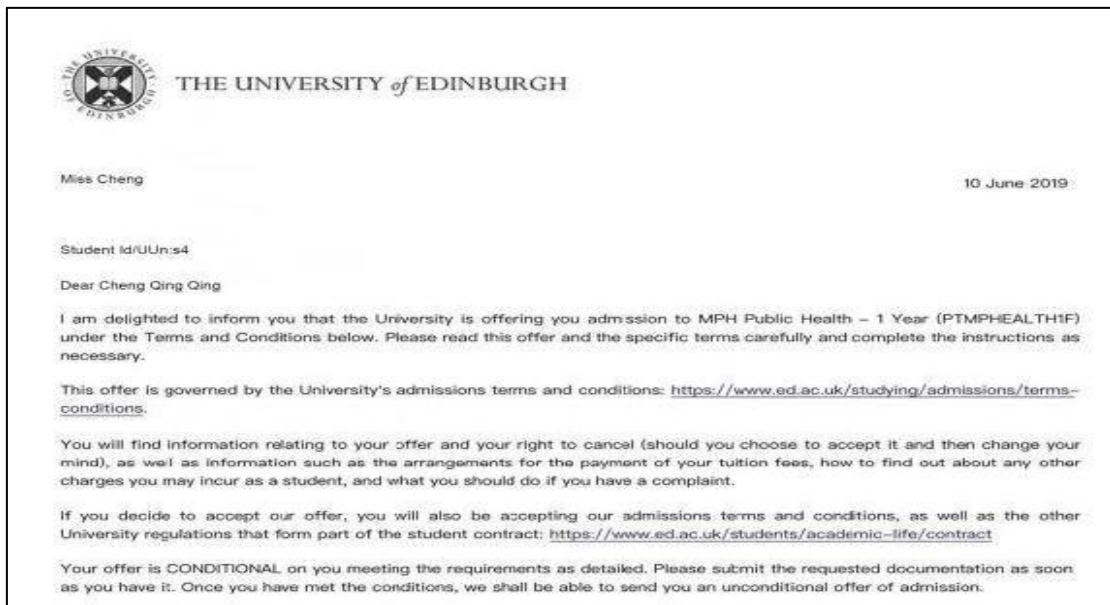 THE UNIVERSITY OF EDINBURGH
THE UNIVERSITY of EDINBURGH
Miss Cheng
10 June 2019
Student Id/UUn:s4
Dear Cheng Qing Qing
I am delighted to inform you that the University is offering you admission to MPH Public Health – 1 Year (PTMPHEALTH1F)
under the Terms and Conditions below. Please read this offer and the specific terms carefully and complete the instructions as
necessary.
This offer is governed by the University's admissions terms and conditions: https://www.ed.ac.uk/studying/admissions/terms-
conditions.
You will find information relating to your offer and your right to cancel (should you choose to accept it and then change your
mind), as well as information such as the arrangements for the payment of your tuition fees, how to find out about any other
charges you may incur as a student, and what you should do if you have a complaint.
If you decide to accept our offer, you will also be accepting our admissions terms and conditions, as well as the other
University regulations that form part of the student contract: https://www.ed.ac.uk/students/academic-life/contract
Your offer is CONDITIONAL on you meeting the requirements as detailed. Please submit the requested documentation as soon
as you have it. Once you have met the conditions, we shall be able to send you an unconditional offer of admission.